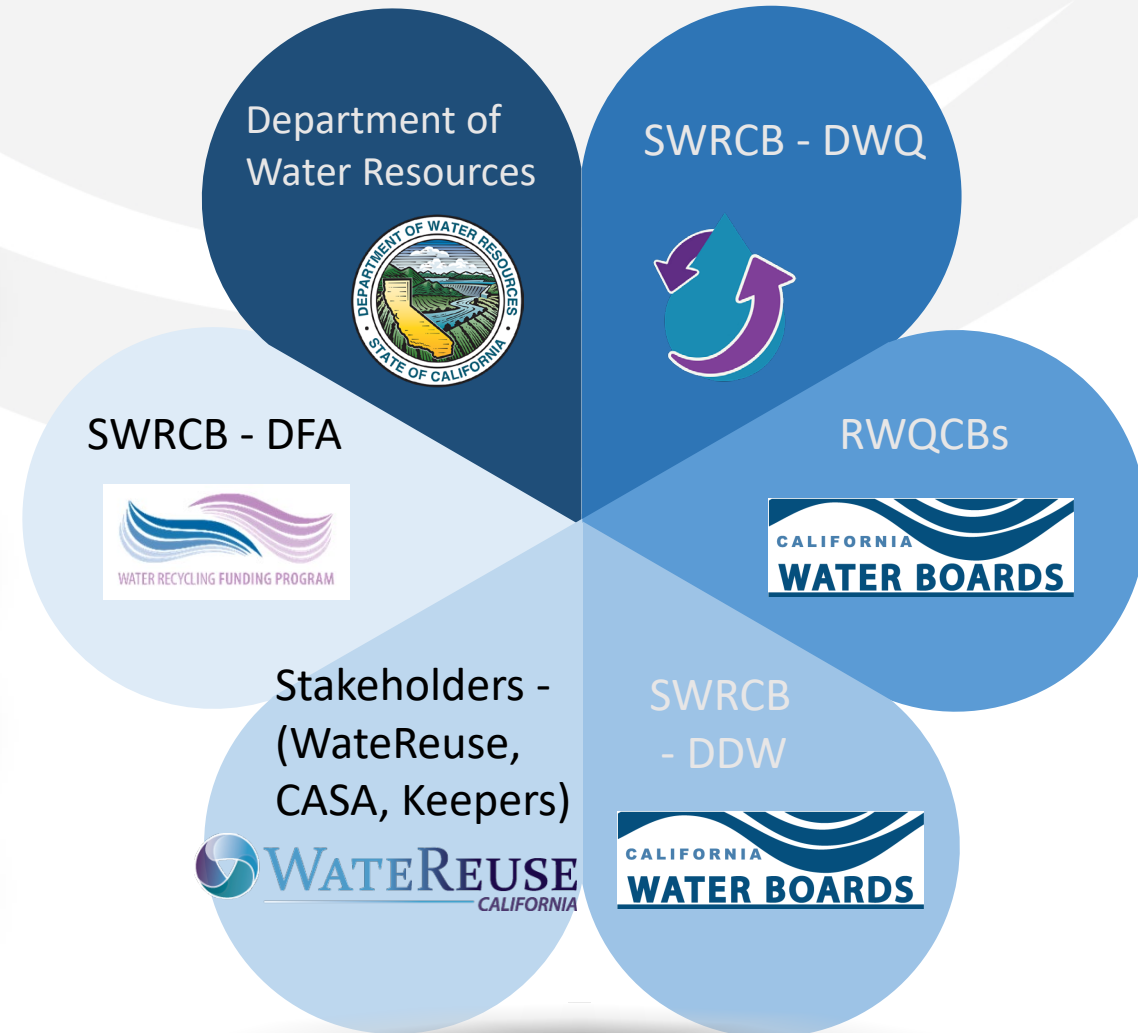 Department of
Water Resources
DEPARTMENT OF WATER RESOURCES
STATE OF CALIFORNIA
SWRCB - DWQ
SWRCB - DFA
WATER RECYCLING FUNDING PROGRAM
RWQCBs
CALIFORNIA
WATER BOARDS
Stakeholders -
(WateReuse,
CASA, Keepers)
WATEREUSE
CALIFORNIA
SWRCB
- DDW
CALIFORNIA
WATER BOARDS